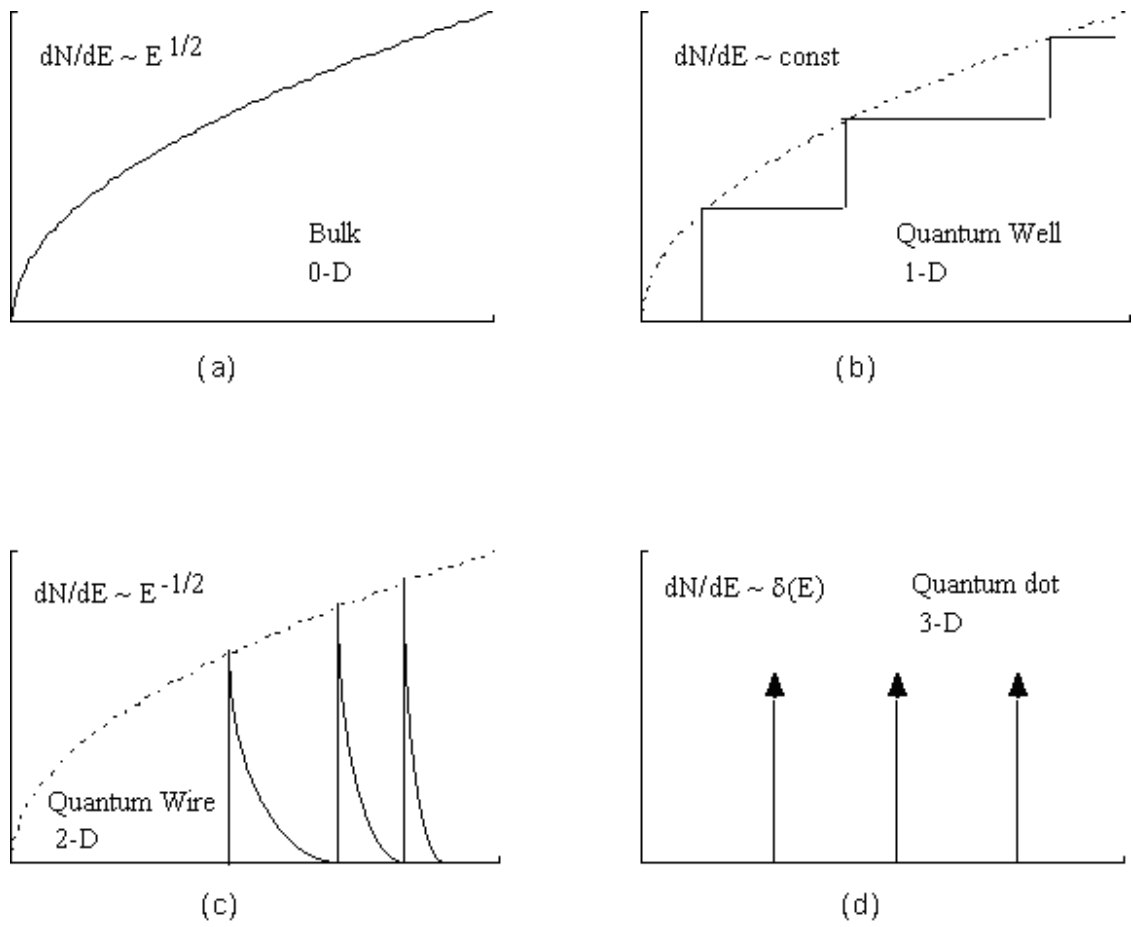 dN/dE ~ E 1/2
Bulk
0-D
(a)
dN/dE ~ const
Quantum Well
1-D
(b)
dN/dE ~ E -1/2
Quantum Wire
2-D
(c)
dN/dE ~ δ(E)
Quantum dot
3-D
(d)